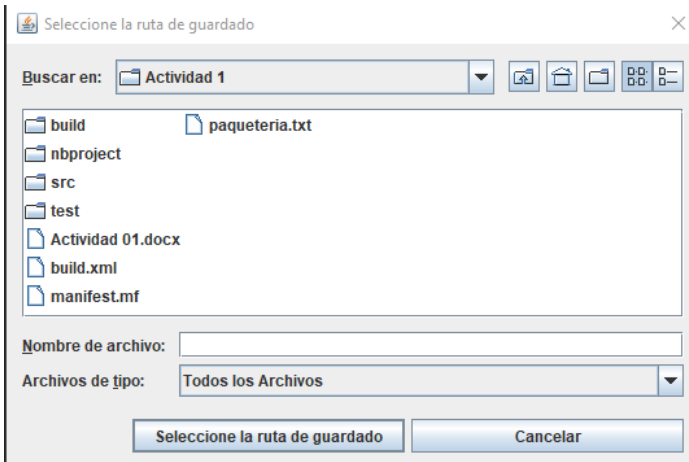 Seleccione la ruta de guardado
Buscar en: Actividad 1
build paqueteria.txt
nbproject
src
test
Actividad 01.docx
build.xml
manifest.mf
Nombre de archivo:
Archivos de tipo: Todos los Archivos
Seleccione la ruta de guardado Cancelar